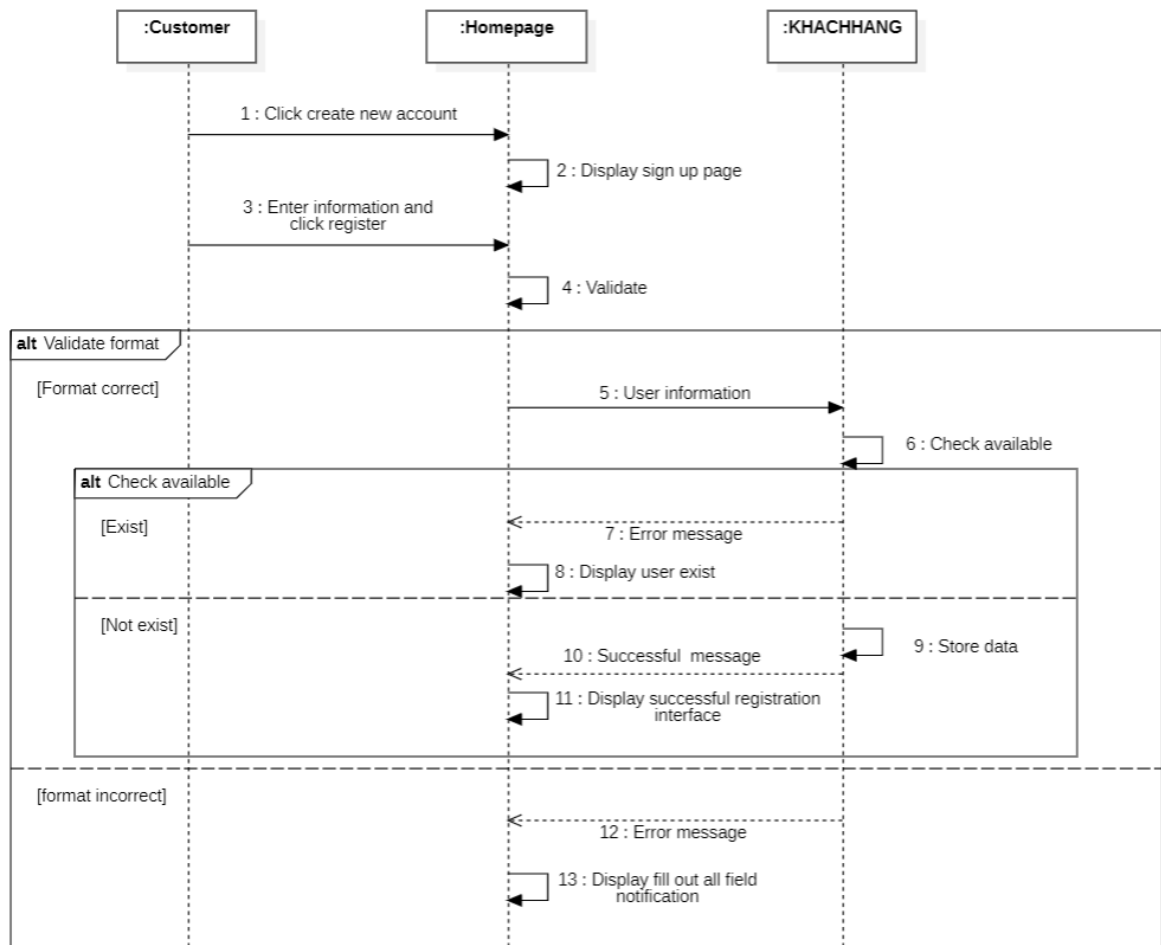 :Customer
:Homepage
:KHACHHANG
1 : Click create new account
2 : Display sign up page
3 : Enter information and
click register
4 : Validate
alt Validate format
[Format correct]
5 : User information
6 : Check available
alt Check available
[Exist]
7 : Error message
8 : Display user exist
[Not exist]
9 : Store data
10 : Successful message
11 : Display successful registration
interface
[format incorrect]
12 : Error message
13 : Display fill out all field
notification